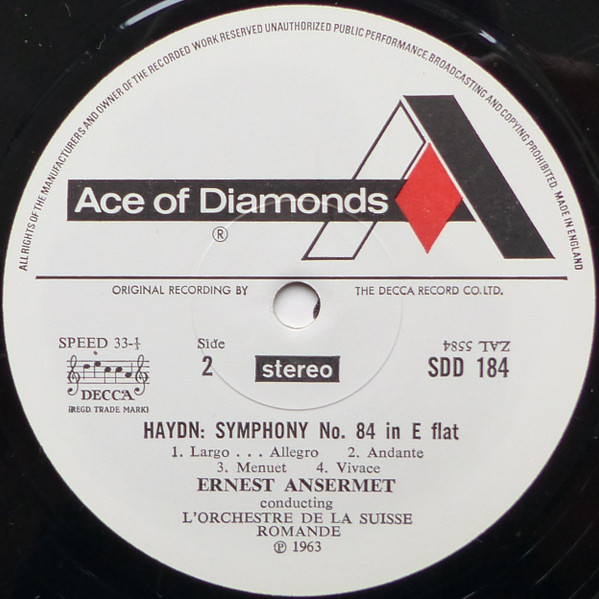 ALL RIGHTS OF THE MANUFACTURERS AND OWNER OF THE RECORDED WORK RESERVED UNAUTHORIZED PUBLIC PERFORMANCE, BROADCASTING AND COPYING PROHIBITED. MADE IN ENGLAND
Ace of Diamonds
®
ORIGINAL RECORDING BY THE DECCA RECORD CO. LTD.
SPEED 33-⅓
Side
2
stereo
ZAL 5584
SDD 184
DECCA
(REGD. TRADE MARK)
HAYDN: SYMPHONY No. 84 in E flat
1. Largo . . . Allegro 2. Andante
3. Menuet 4. Vivace
ERNEST ANSERMET
conducting
L'ORCHESTRE DE LA SUISSE
ROMANDE
℗ 1963